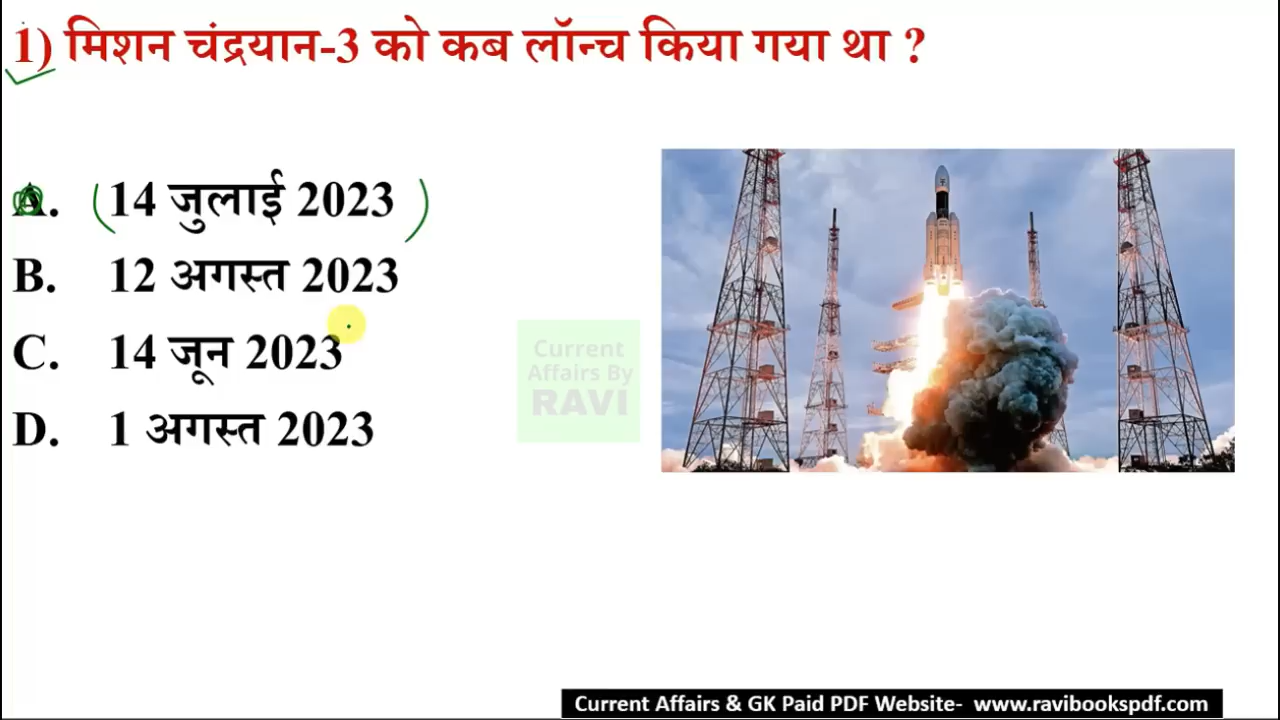 1) मिशन चंद्रयान-3 को कब लॉन्च किया गया था ?
A. (14 जुलाई 2023)
B. 12 अगस्त 2023
C. 14 जून 2023
D. 1 अगस्त 2023
Current
Affairs By
RAVI
Current Affairs & GK Paid PDF Website- www.ravibookspdf.com